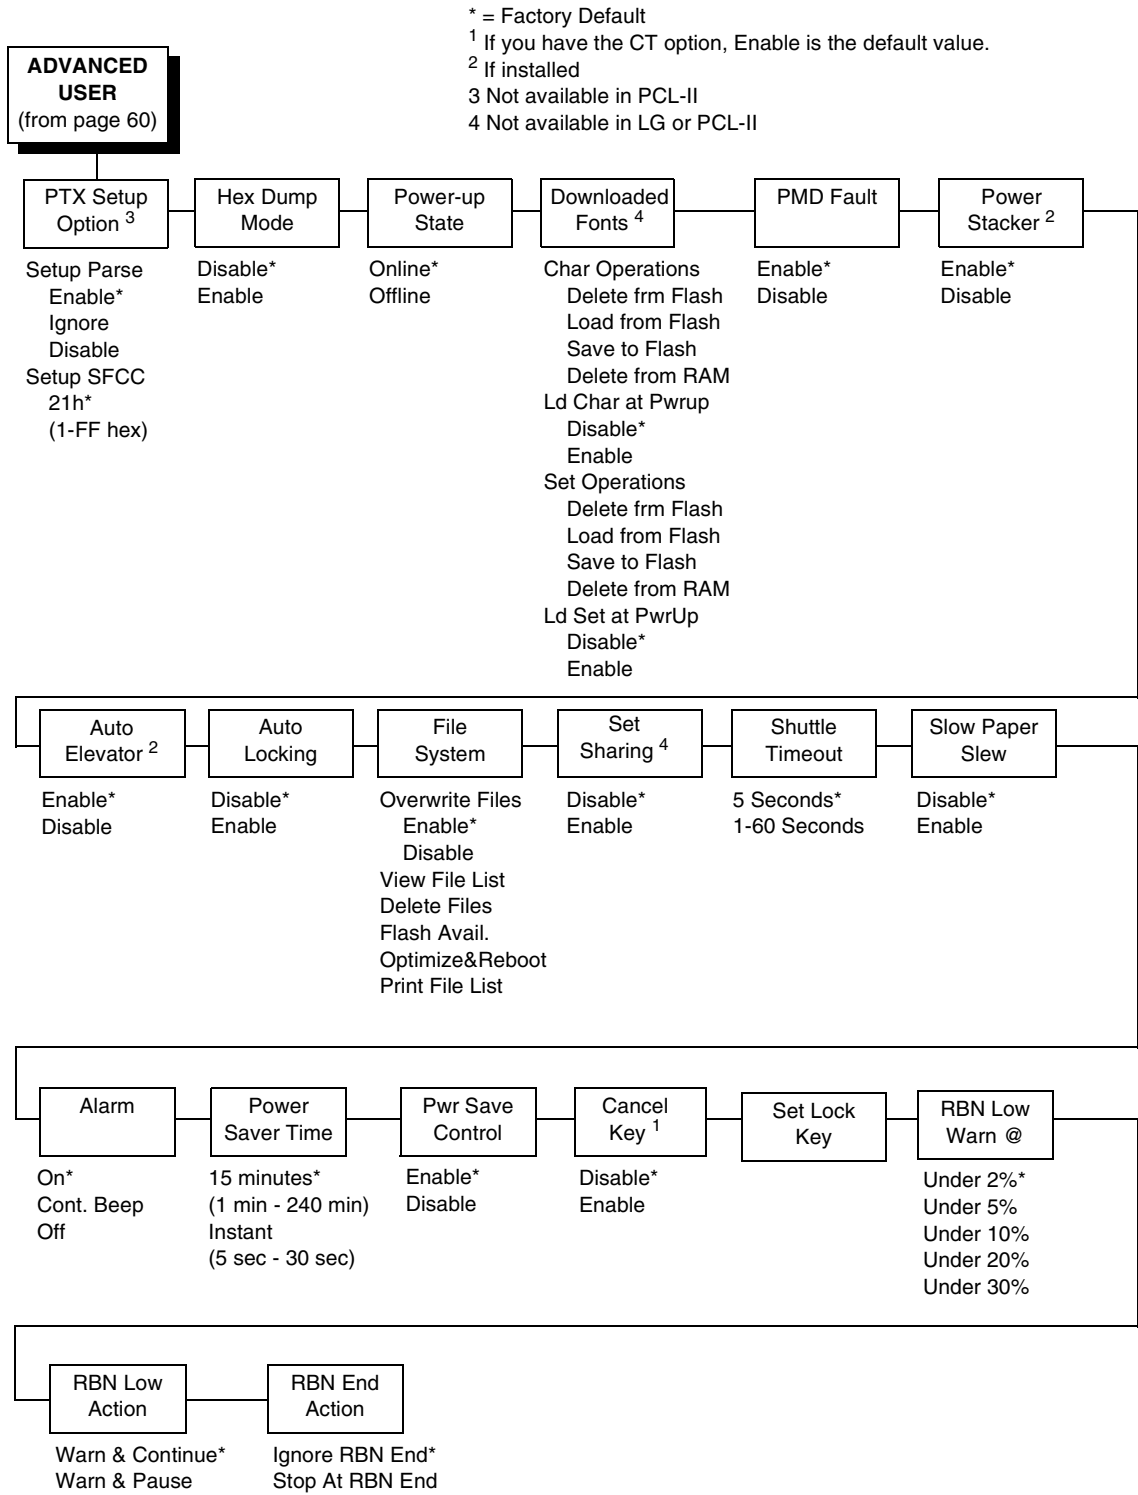 * = Factory Default
1 If you have the CT option, Enable is the default value.
2 If installed
3 Not available in PCL-II
4 Not available in LG or PCL-II
ADVANCED
USER
(from page 60)
PTX Setup
Option 3
Setup Parse
Enable*
Ignore
Disable
Setup SFCC
21h*
(1-FF hex)
Hex Dump
Mode
Disable*
Enable
Power-up
State
Online*
Offline
Downloaded
Fonts 4
Char Operations
Delete frm Flash
Load from Flash
Save to Flash
Delete from RAM
Ld Char at Pwrup
Disable*
Enable
Set Operations
Delete frm Flash
Load from Flash
Save to Flash
Delete from RAM
Ld Set at PwrUp
Disable*
Enable
PMD Fault
Enable*
Disable
Power
Stacker 2
Enable*
Disable
Auto
Elevator 2
Enable*
Disable
Auto
Locking
Disable*
Enable
File
System
Overwrite Files
Enable*
Disable
View File List
Delete Files
Flash Avail.
Optimize&Reboot
Print File List
Set
Sharing 4
Disable*
Enable
Shuttle
Timeout
5 Seconds*
1-60 Seconds
Slow Paper
Slew
Disable*
Enable
Alarm
On*
Cont. Beep
Off
Power
Saver Time
15 minutes*
(1 min - 240 min)
Instant
(5 sec - 30 sec)
Pwr Save
Control
Enable*
Disable
Cancel
Key 1
Disable*
Enable
Set Lock
Key
RBN Low
Warn @
Under 2%*
Under 5%
Under 10%
Under 20%
Under 30%
RBN Low
Action
Warn & Continue*
Warn & Pause
RBN End
Action
Ignore RBN End*
Stop At RBN End